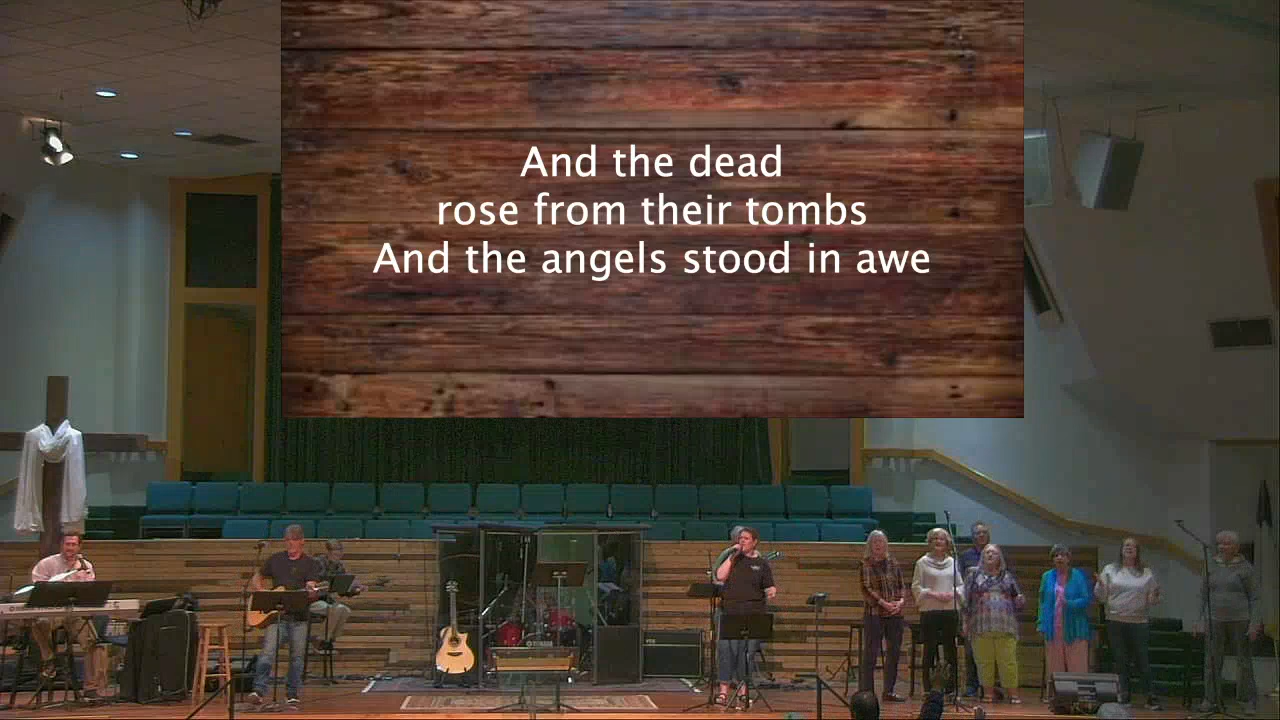 And the dead
rose from their tombs
And the angels stood in awe